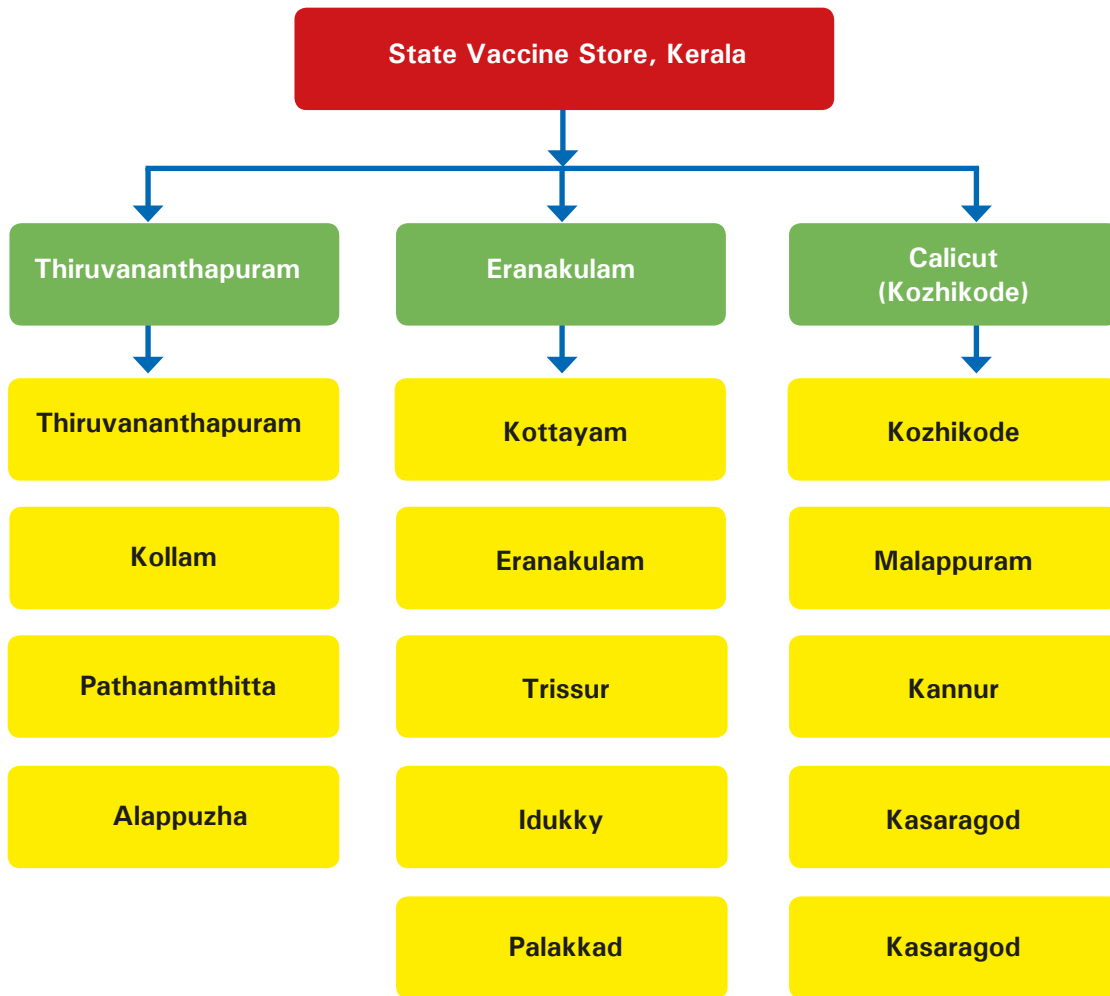 State Vaccine Store, Kerala
Thiruvananthapuram
Eranakulam
Calicut
(Kozhikode)
Thiruvananthapuram
Kottayam
Kozhikode
Kollam
Eranakulam
Malappuram
Pathanamthitta
Trissur
Kannur
Alappuzha
Idukky
Kasaragod
Palakkad
Kasaragod